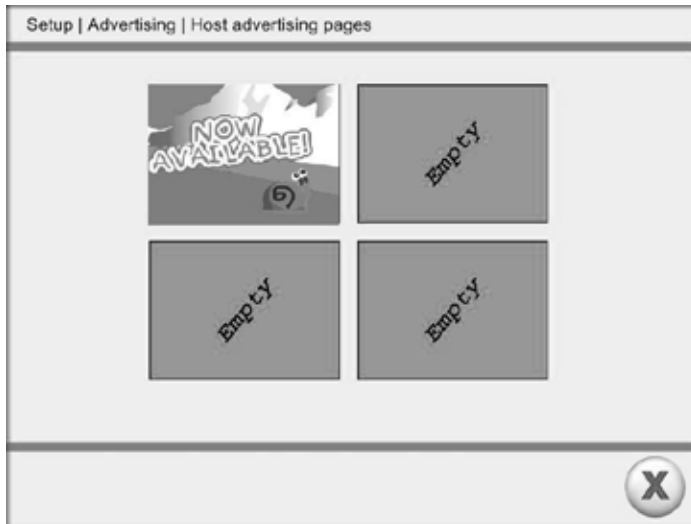 Setup | Advertising | Host advertising pages
NOW
AVAILABLE!
Empty
Empty
Empty
X